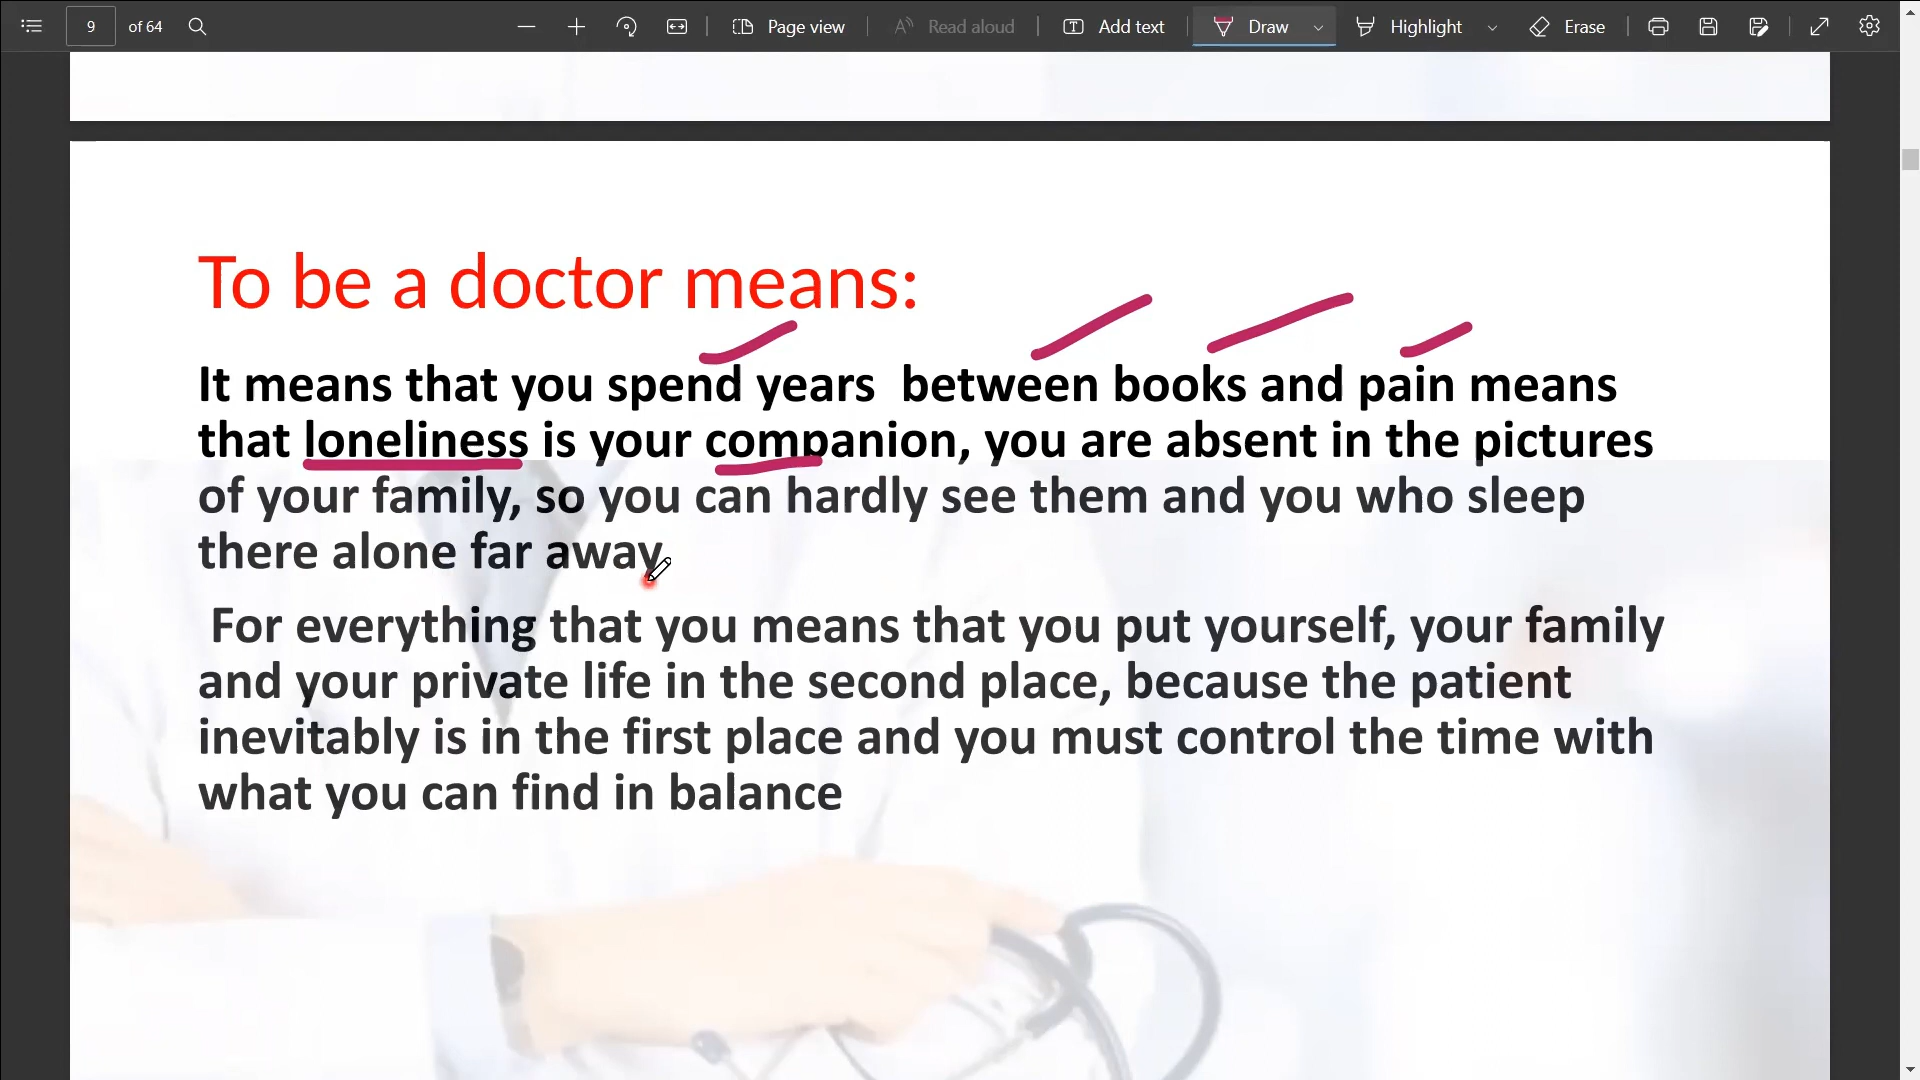 9 of 64 Page view Read aloud Add text Draw Highlight Erase
To be a doctor means:
It means that you spend years between books and pain means
that loneliness is your companion, you are absent in the pictures
of your family, so you can hardly see them and you who sleep
there alone far away
For everything that you means that you put yourself, your family
and your private life in the second place, because the patient
inevitably is in the first place and you must control the time with
what you can find in balance